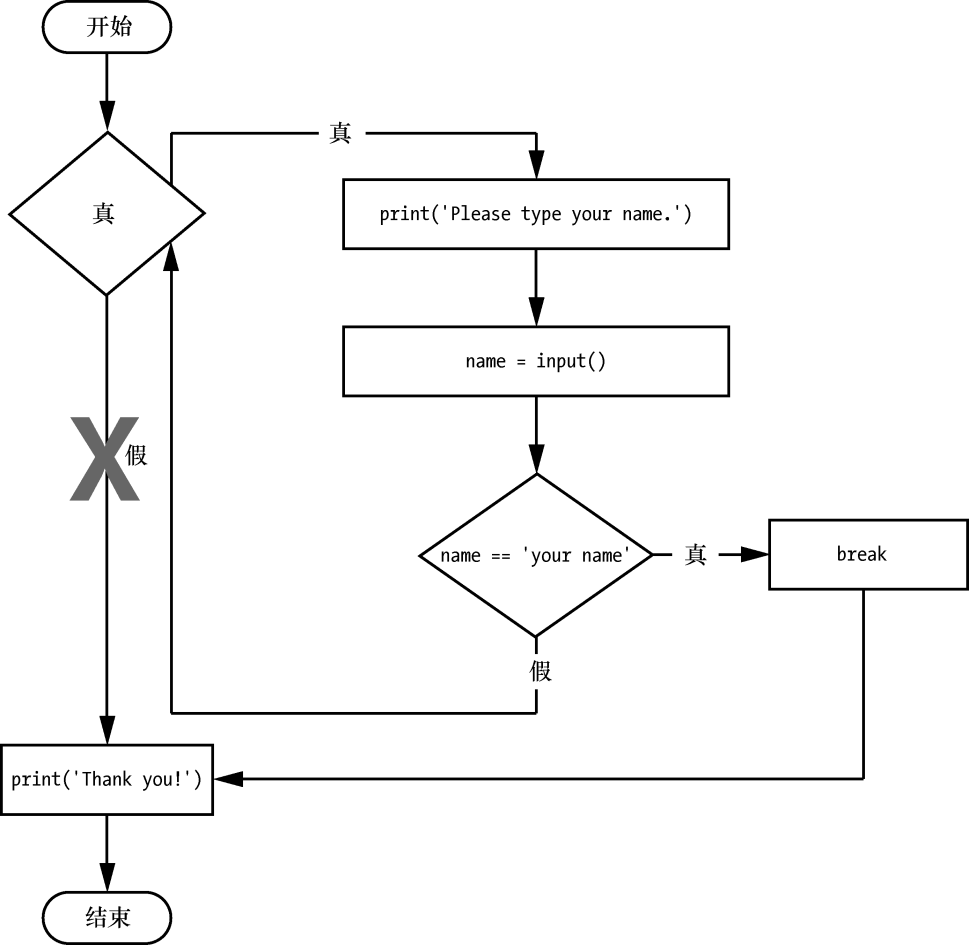 开始
真
真
print('Please type your name.')
name = input()
name == 'your name'
真
break
假
X
假
print('Thank you!')
结束